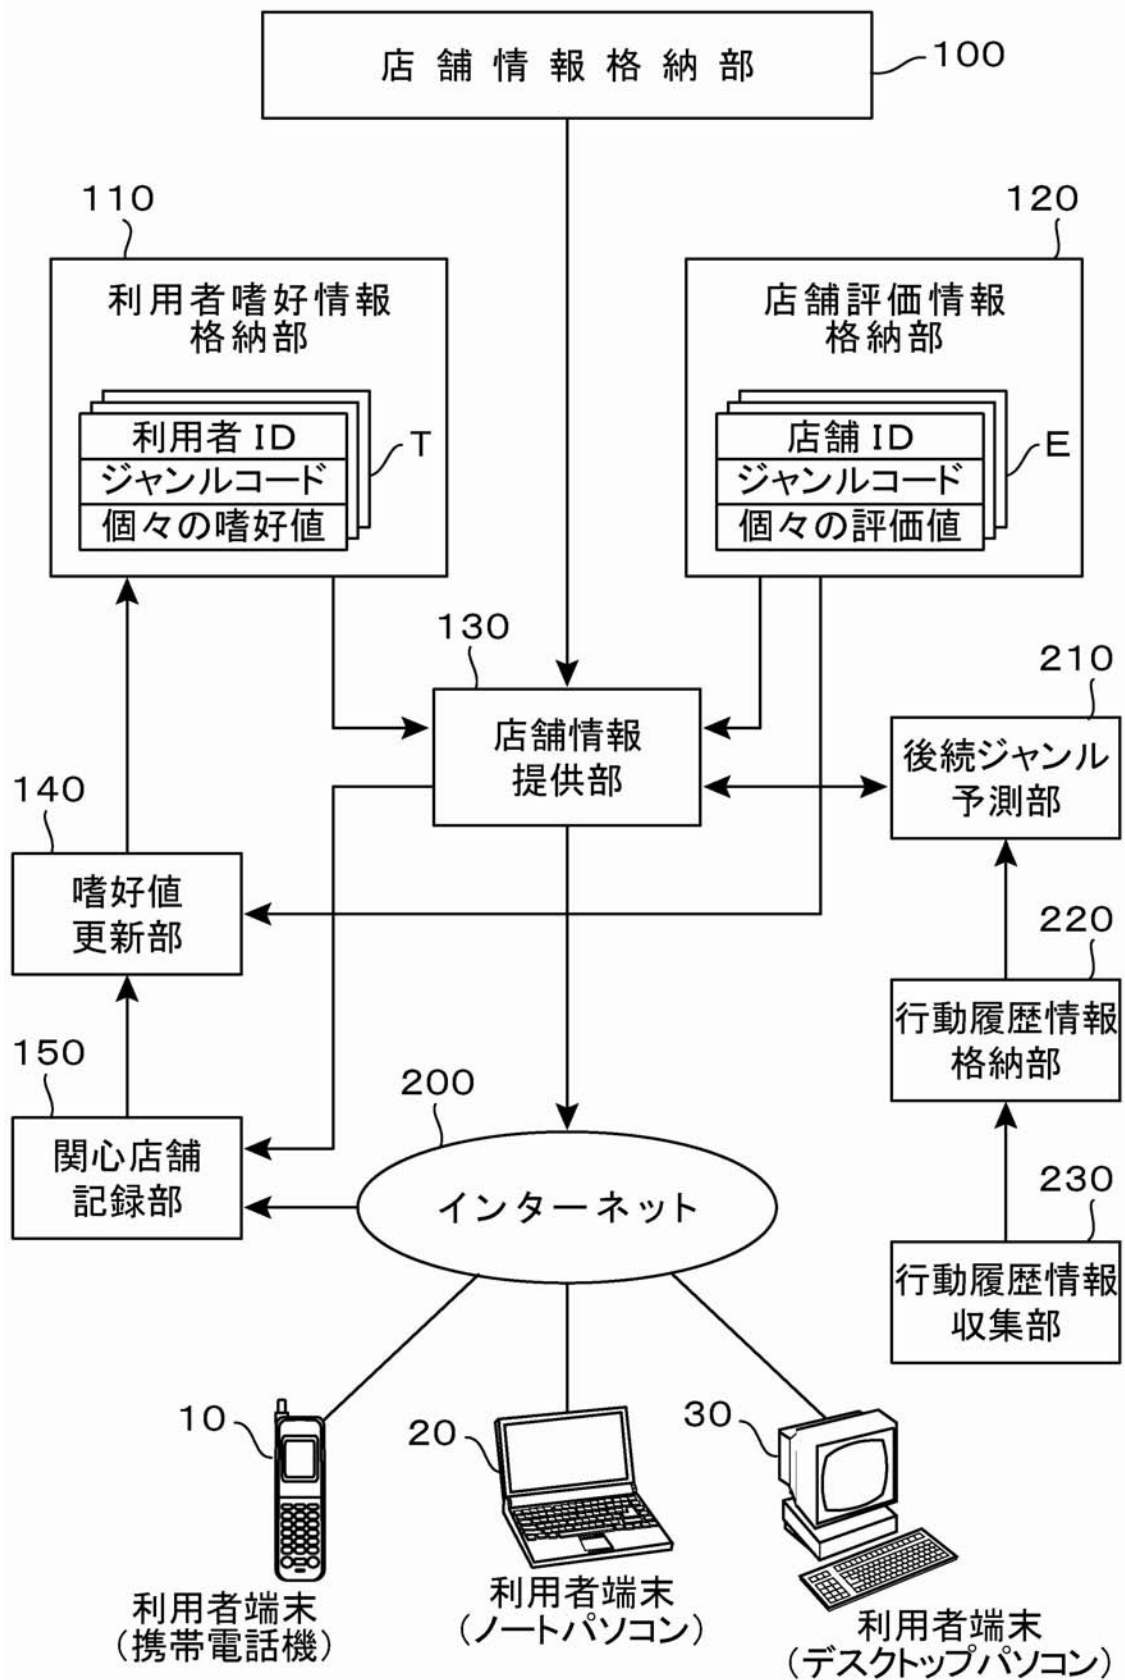 店舗情報格納部
100
110
利用者嗜好情報
格納部
利用者 ID
ジャンルコード
個々の嗜好値
T
120
店舗評価情報
格納部
店舗 ID
ジャンルコード
個々の評価値
E
130
店舗情報
提供部
210
後続ジャンル
予測部
140
嗜好値
更新部
220
行動履歴情報
格納部
150
関心店舗
記録部
200
インターネット
230
行動履歴情報
収集部
10
利用者端末
(携帯電話機)
20
利用者端末
(ノートパソコン)
30
利用者端末
(デスクトップパソコン)